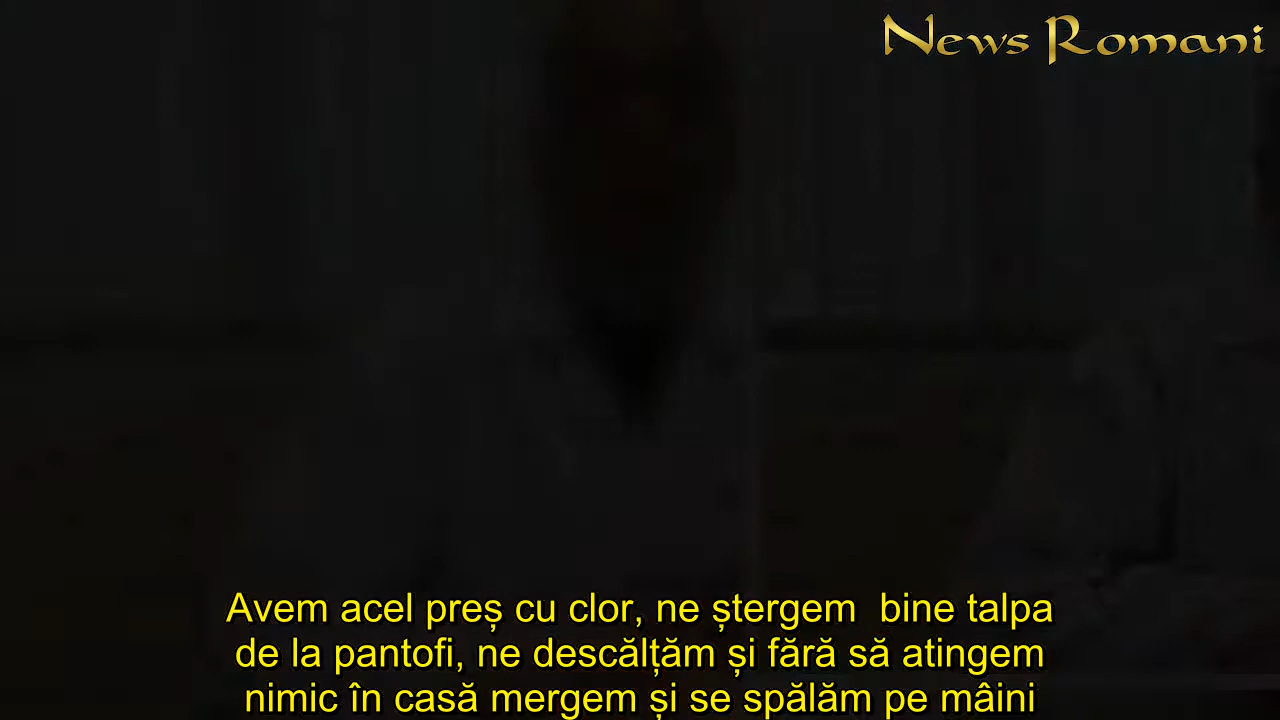 News Romani
Avem acel preș cu clor, ne ștergem  bine talpa
de la pantofi, ne descălțăm și fără să atingem
nimic în casă mergem și se spălăm pe mâini